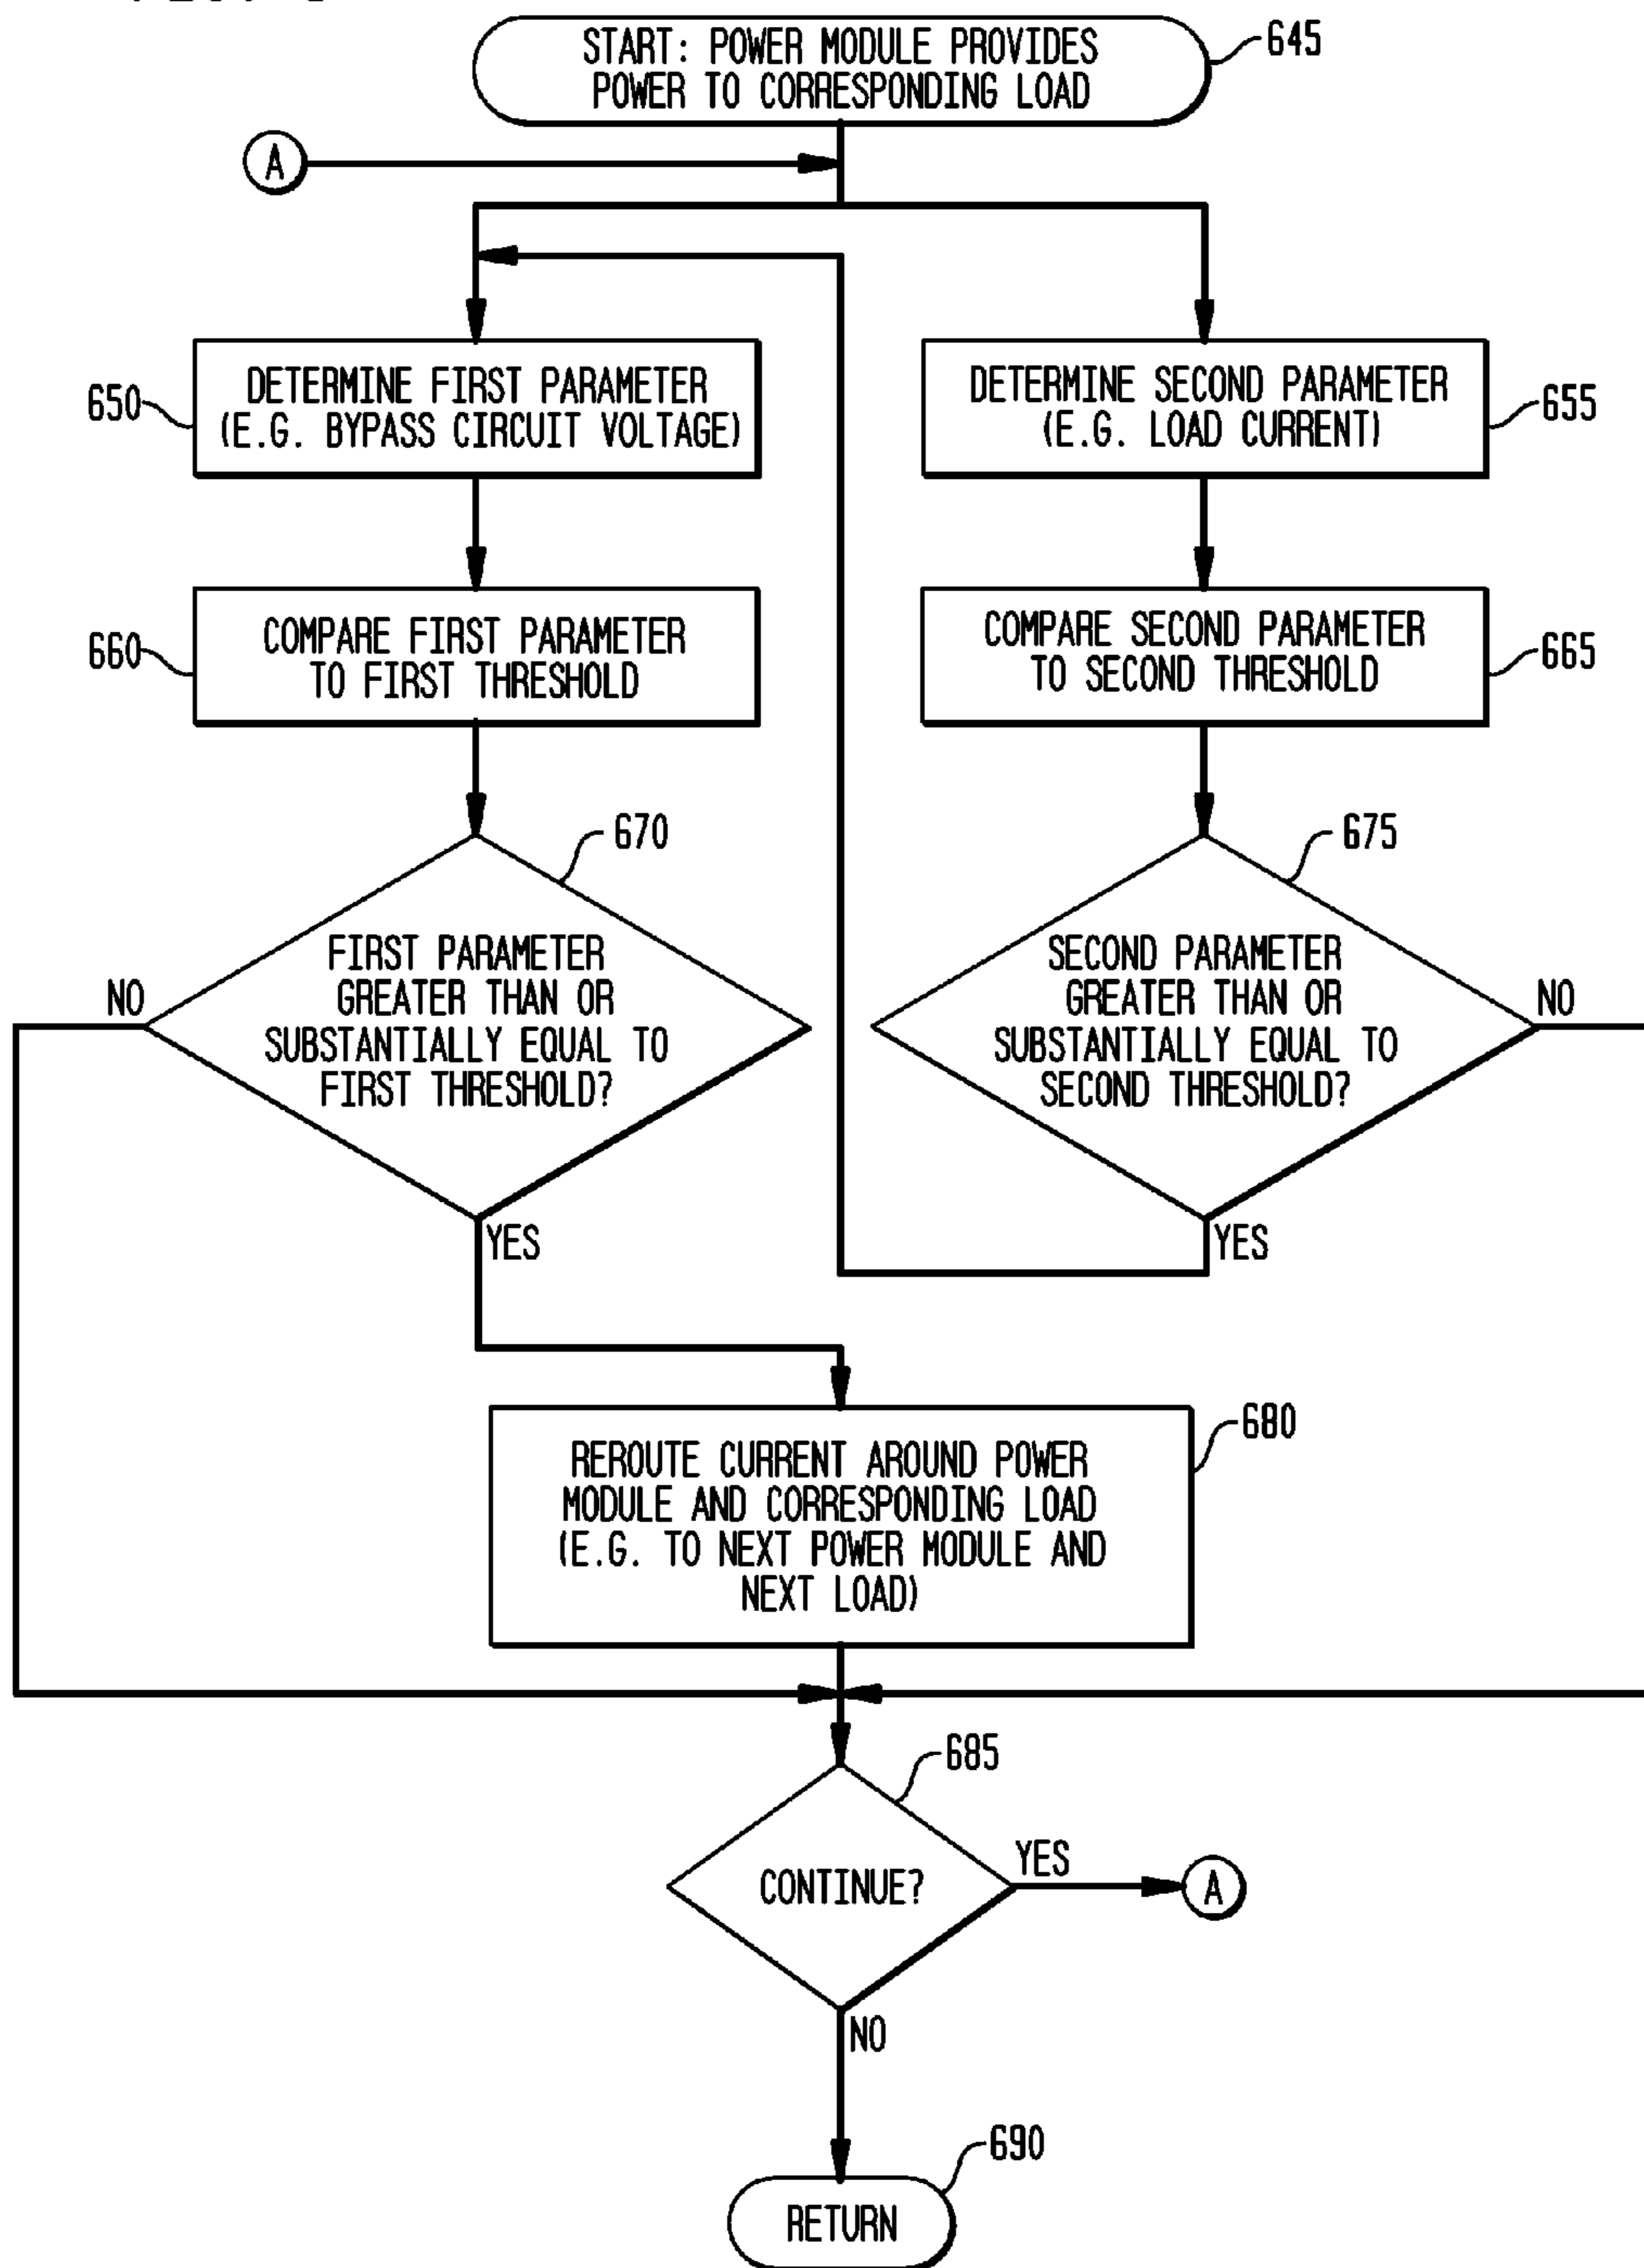 START: POWER MODULE PROVIDES
POWER TO CORRESPONDING LOAD
645
A
650
DETERMINE FIRST PARAMETER
(E.G. BYPASS CIRCUIT VOLTAGE)
DETERMINE SECOND PARAMETER
(E.G. LOAD CURRENT)
655
660
COMPARE FIRST PARAMETER
TO FIRST THRESHOLD
COMPARE SECOND PARAMETER
TO SECOND THRESHOLD
665
670
NO
FIRST PARAMETER
GREATER THAN OR
SUBSTANTIALLY EQUAL TO
FIRST THRESHOLD?
YES
675
SECOND PARAMETER
GREATER THAN OR
SUBSTANTIALLY EQUAL TO
SECOND THRESHOLD?
NO
YES
680
REROUTE CURRENT AROUND POWER
MODULE AND CORRESPONDING LOAD
(E.G. TO NEXT POWER MODULE AND
NEXT LOAD)
685
CONTINUE?
YES
A
NO
690
RETURN